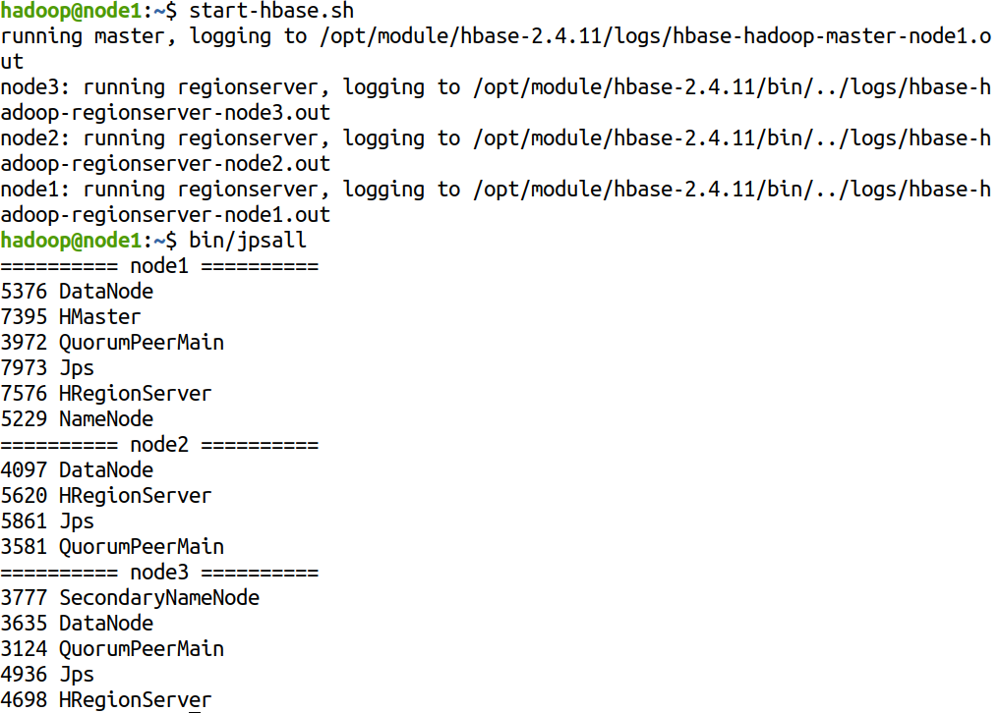 hadoop@node1:~$ start-hbase.sh
running master, logging to /opt/module/hbase-2.4.11/logs/hbase-hadoop-master-node1.o
ut
node3: running regionserver, logging to /opt/module/hbase-2.4.11/bin/../logs/hbase-h
adoop-regionserver-node3.out
node2: running regionserver, logging to /opt/module/hbase-2.4.11/bin/../logs/hbase-h
adoop-regionserver-node2.out
node1: running regionserver, logging to /opt/module/hbase-2.4.11/bin/../logs/hbase-h
adoop-regionserver-node1.out
hadoop@node1:~$ bin/jpsall
========== node1 ==========
5376 DataNode
7395 HMaster
3972 QuorumPeerMain
7973 Jps
7576 HRegionServer
5229 NameNode
========== node2 ==========
4097 DataNode
5620 HRegionServer
5861 Jps
3581 QuorumPeerMain
========== node3 ==========
3777 SecondaryNameNode
3635 DataNode
3124 QuorumPeerMain
4936 Jps
4698 HRegionServer